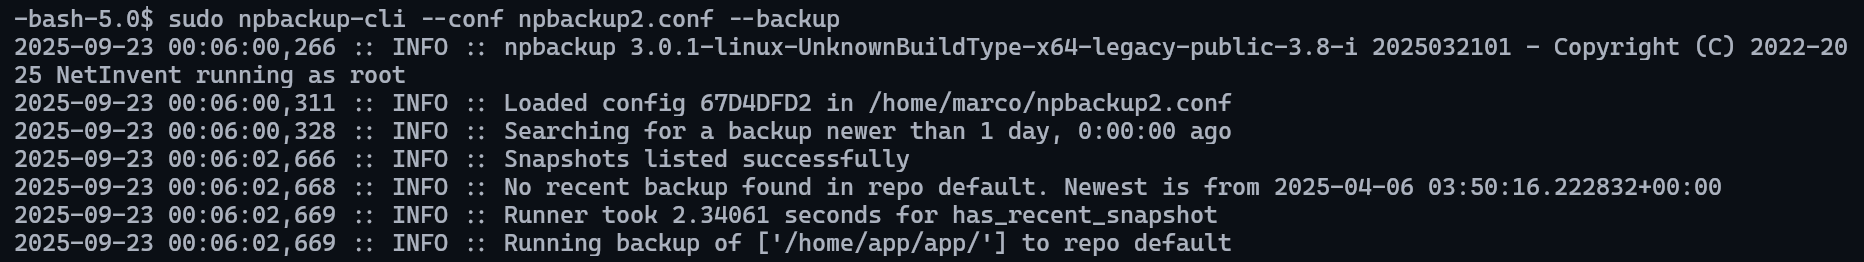 -bash-5.0$ sudo npbackup-cli --conf npbackup2.conf --backup
2025-09-23 00:06:00,266 :: INFO :: npbackup 3.0.1-linux-UnknownBuildType-x64-legacy-public-3.8-i 2025032101 - Copyright (C) 2022-20
25 NetInvent running as root
2025-09-23 00:06:00,311 :: INFO :: Loaded config 67D4DFD2 in /home/marco/npbackup2.conf
2025-09-23 00:06:00,328 :: INFO :: Searching for a backup newer than 1 day, 0:00:00 ago
2025-09-23 00:06:02,666 :: INFO :: Snapshots listed successfully
2025-09-23 00:06:02,668 :: INFO :: No recent backup found in repo default. Newest is from 2025-04-06 03:50:16.222832+00:00
2025-09-23 00:06:02,669 :: INFO :: Runner took 2.34061 seconds for has_recent_snapshot
2025-09-23 00:06:02,669 :: INFO :: Running backup of ['/home/app/app/'] to repo default